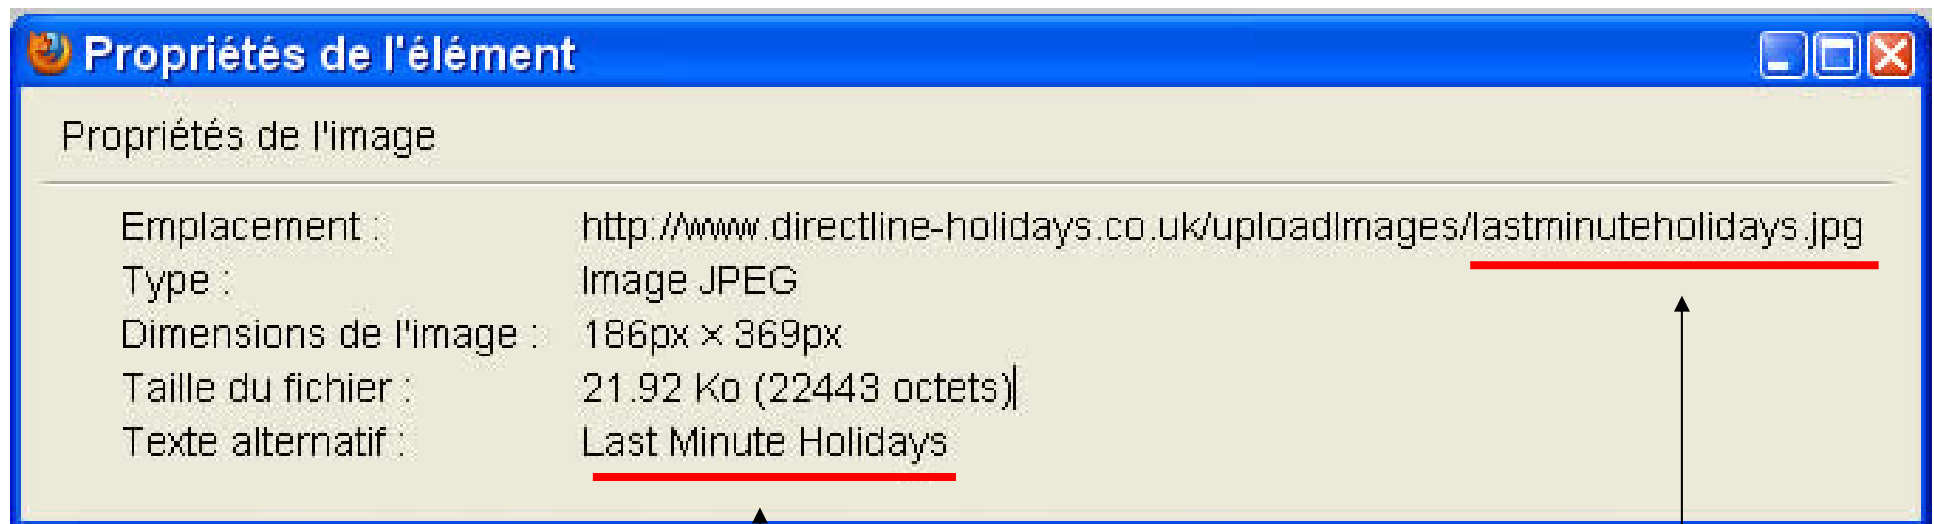 Propriétés de l'élément
Propriétés de l'image
Emplacement : http://www.directline-holidays.co.uk/uploadImages/lastminuteholidays.jpg
Type : Image JPEG
Dimensions de l'image : 186px × 369px
Taille du fichier : 21.92 Ko (22443 octets)
Texte alternatif : Last Minute Holidays